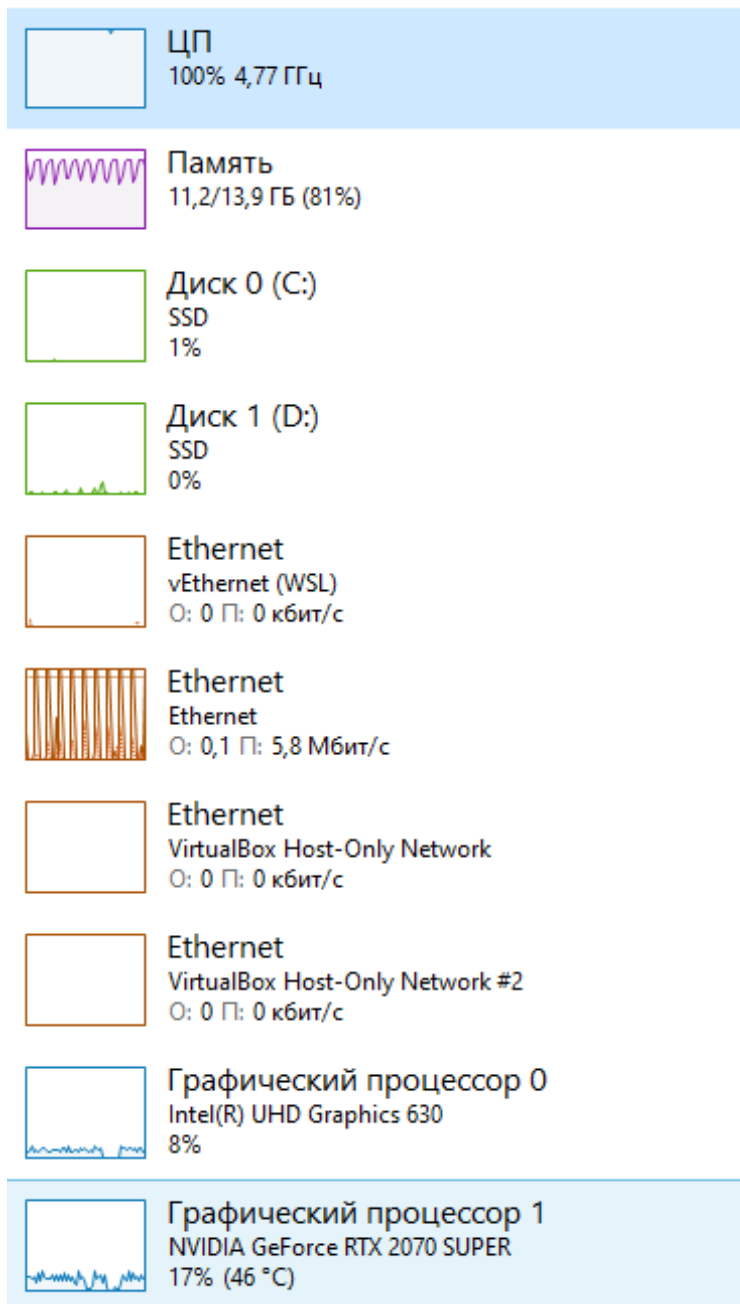 ЦП
100% 4,77 ГГц
Память
11,2/13,9 ГБ (81%)
Диск 0 (C:)
SSD
1%
Диск 1 (D:)
SSD
0%
Ethernet
vEthernet (WSL)
О: 0 П: 0 кбит/с
Ethernet
Ethernet
О: 0,1 П: 5,8 Мбит/с
Ethernet
VirtualBox Host-Only Network
О: 0 П: 0 кбит/с
Ethernet
VirtualBox Host-Only Network #2
О: 0 П: 0 кбит/с
Графический процессор 0
Intel(R) UHD Graphics 630
8%
Графический процессор 1
NVIDIA GeForce RTX 2070 SUPER
17% (46 °C)